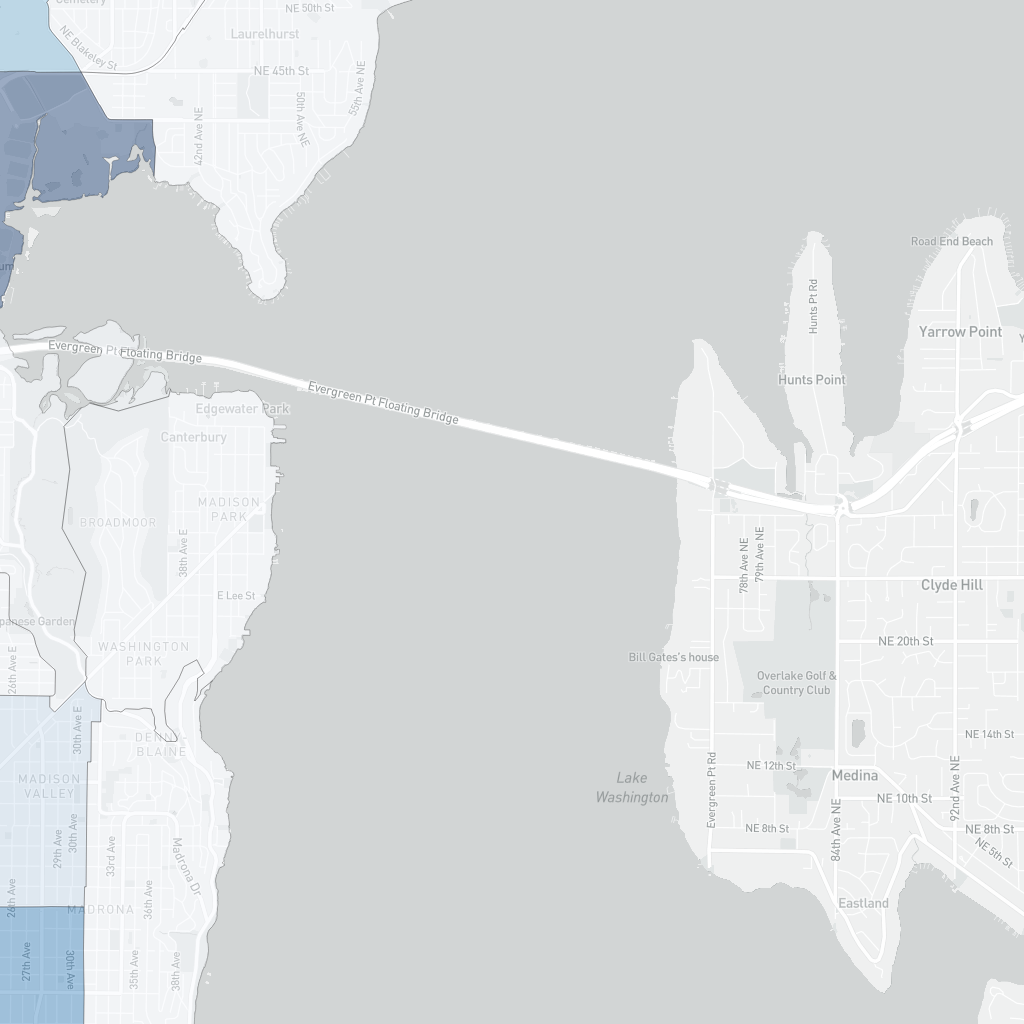 Cemetery
NE 50th St
Laurelhurst
NE Blakeley St
NE 45th St
50th Ave NE
55th Ave NE
42nd Ave NE
Road End Beach
Hunts Pt Rd
Yarrow Point
Evergreen Pt Floating Bridge
Hunts Point
Evergreen Pt Floating Bridge
Edgewater Park
Canterbury
MADISON
PARK
BROADMOOR
38th Ave E
78th Ave NE
79th Ave NE
Clyde Hill
E Lee St
NE 20th St
WASHINGTON
PARK
26th Ave E
Bill Gates's house
Overlake Golf &
Country Club
30th Ave E
DENNY
BLAINE
NE 14th St
NE 12th St
Medina
MADISON
VALLEY
Lake
Washington
Evergreen Pt Rd
84th Ave NE
92nd Ave NE
NE 10th St
NE 8th St
NE 8th St
NE 5th St
29th Ave
30th Ave
33rd Ave
Madrona Dr
26th Ave
MADRONA
36th Ave
Eastland
27th Ave
30th Ave
35th Ave
38th Ave